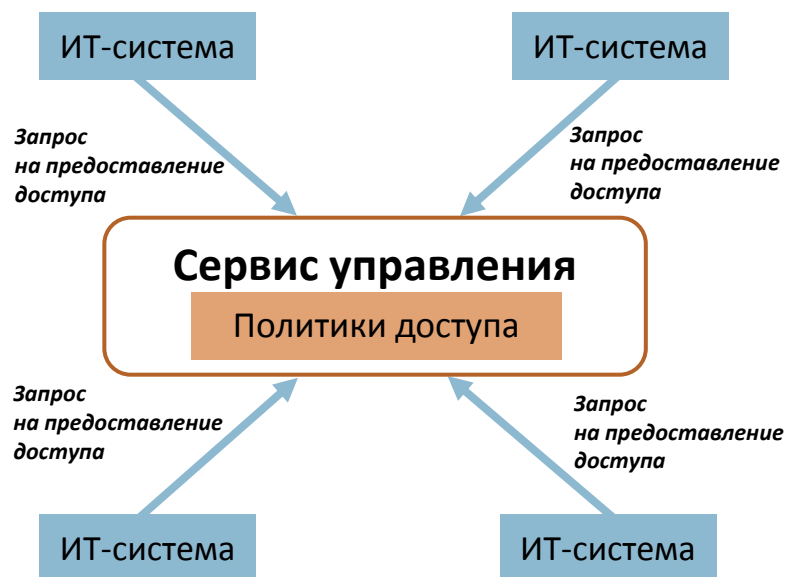 ИТ-система
ИТ-система
Запрос
на предоставление
доступа
Запрос
на предоставление
доступа
Сервис управления
Политики доступа
Запрос
на предоставление
доступа
Запрос
на предоставление
доступа
ИТ-система
ИТ-система